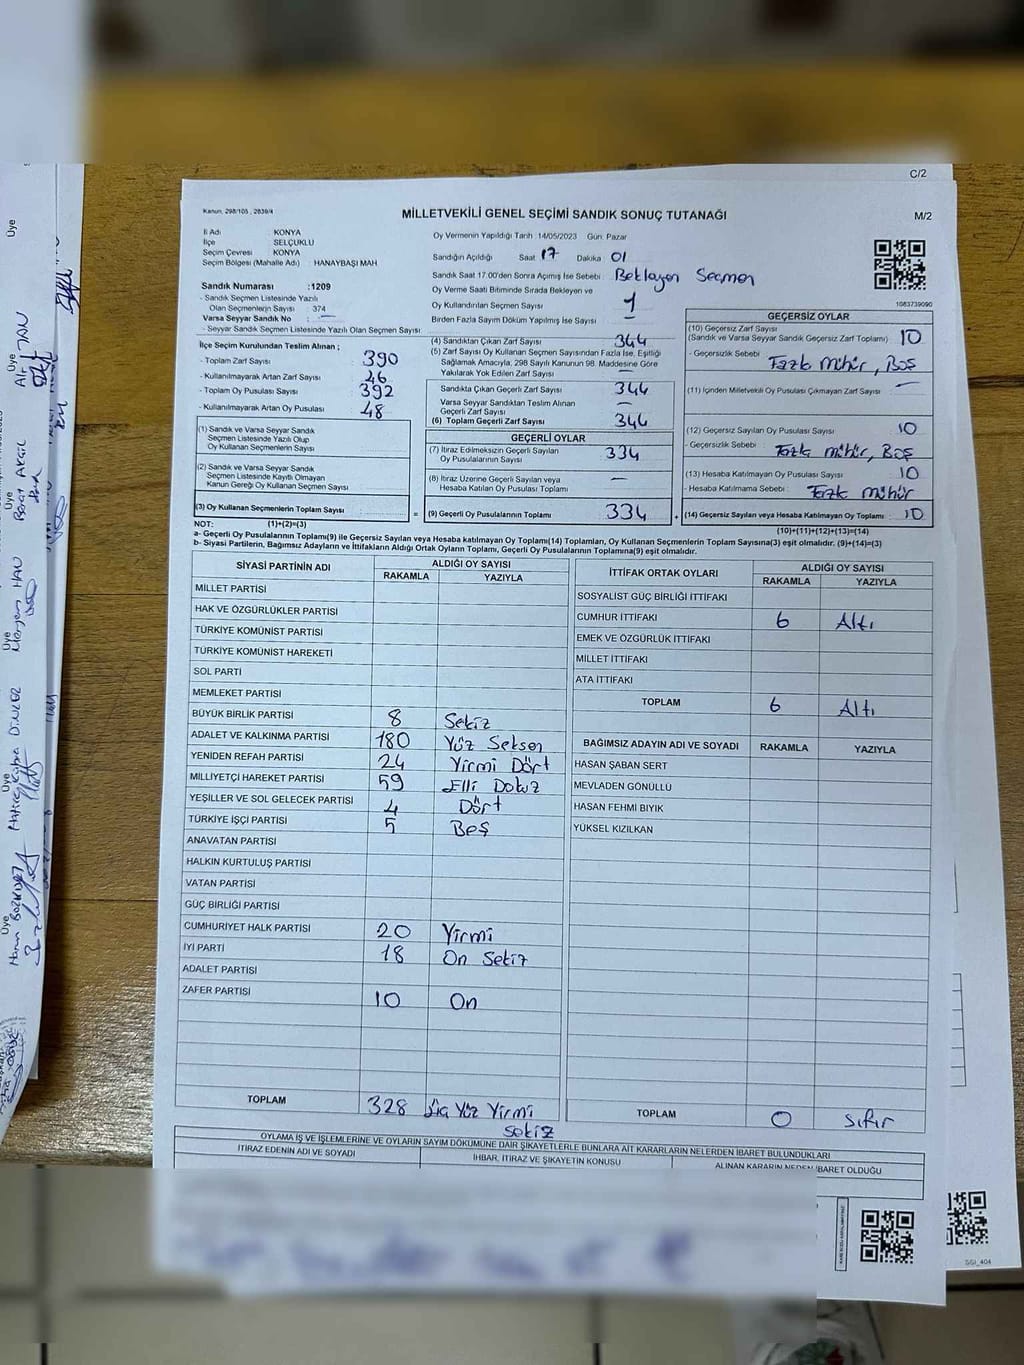 C/2
Kanun, 298/105 , 2839/4
MİLLETVEKİLİ GENEL SEÇİMİ SANDIK SONUÇ TUTANAĞI
M/2
İl Adı : KONYA
İlçe : SELÇUKLU
Seçim Çevresi : KONYA
Seçim Bölgesi (Mahalle Adı) : HANAYBAŞI MAH
Sandık Numarası :1209
- Sandık Seçmen Listesinde Yazılı
Olan Seçmenlerin Sayısı : 374
Varsa Seyyar Sandık No : —
- Seyyar Sandık Seçmen Listesinde Yazılı Olan Seçmen Sayısı:
Oy Vermenin Yapıldığı Tarih :14/05/2023 Gün: Pazar
Sandığın Açıldığı Saat 17 Dakika 01
Sandık Saat 17.00'den Sonra Açılmış İse Sebebi : Bekleyen Seçmen
Oy Verme Saati Bitiminde Sırada Bekleyen ve
Oy Kullandırılan Seçmen Sayısı : 1
Birden Fazla Sayım Döküm Yapılmış İse Sayısı : —
1083739090
İlçe Seçim Kurulundan Teslim Alınan ;
- Toplam Zarf Sayısı : 390
- Kullanılmayarak Artan Zarf Sayısı : 46
- Toplam Oy Pusulası Sayısı : 392
- Kullanılmayarak Artan Oy Pusulası : 48
(1) Sandık ve Varsa Seyyar Sandık
Seçmen Listesinde Yazılı Olup
Oy Kullanan Seçmenlerin Sayısı
(2) Sandık ve Varsa Seyyar Sandık
Seçmen Listesinde Kayıtlı Olmayan
Kanun Gereği Oy Kullanan Seçmen Sayısı
(3) Oy Kullanan Seçmenlerin Toplam Sayısı
(4) Sandıktan Çıkan Zarf Sayısı : 344
(5) Zarf Sayısı Oy Kullanan Seçmen Sayısından Fazla İse, Eşitliği
Sağlamak Amacıyla, 298 Sayılı Kanunun 98. Maddesine Göre
Yakılarak Yok Edilen Zarf Sayısı : —
Sandıkta Çıkan Geçerli Zarf Sayısı : 344
Varsa Seyyar Sandıktan Teslim Alınan
Geçerli Zarf Sayısı : —
(6) Toplam Geçerli Zarf Sayısı : 344
GEÇERLİ OYLAR
(7) İtiraz Edilmeksizin Geçerli Sayılan
Oy Pusulalarının Sayısı : 334
(8) İtiraz Üzerine Geçerli Sayılan veya
Hesaba Katılan Oy Pusulası Toplamı : —
= (9) Geçerli Oy Pusulalarının Toplamı : 334
GEÇERSİZ OYLAR
(10) Geçersiz Zarf Sayısı
(Sandık ve Varsa Seyyar Sandık Geçersiz Zarf Toplamı) : 10
- Geçersizlik Sebebi : Fazla Mühür, Boş
(11) İçinden Milletvekili Oy Pusulası Çıkmayan Zarf Sayısı : —
(12) Geçersiz Sayılan Oy Pusulası Sayısı : 10
- Geçersizlik Sebebi : Fazla Mühür, Boş
(13) Hesaba Katılmayan Oy Pusulası Sayısı : 10
- Hesaba Katılmama Sebebi : Fazla Mühür
+ (14) Geçersiz Sayılan veya Hesaba Katılmayan Oy Toplamı : 10
NOT: (1)+(2)=(3)
(10)+(11)+(12)+(13)=(14)
a- Geçerli Oy Pusulalarının Toplamı(9) ile Geçersiz Sayılan veya Hesaba katılmayan Oy Toplamı(14) Toplamları, Oy Kullanan Seçmenlerin Toplam Sayısına(3) eşit olmalıdır. (9)+(14)=(3)
b- Siyasi Partilerin, Bağımsız Adayların ve İttifakların Aldığı Ortak Oyların Toplamı, Geçerli Oy Pusulalarının Toplamına(9) eşit olmalıdır.
SİYASİ PARTİNİN ADI ALDIĞI OY SAYISI
RAKAMLA YAZIYLA
MİLLET PARTİSİ
HAK VE ÖZGÜRLÜKLER PARTİSİ
TÜRKİYE KOMÜNİST PARTİSİ
TÜRKİYE KOMÜNİST HAREKETİ
SOL PARTİ
MEMLEKET PARTİSİ
BÜYÜK BİRLİK PARTİSİ 8 Sekiz
ADALET VE KALKINMA PARTİSİ 180 Yüz Seksen
YENİDEN REFAH PARTİSİ 24 Yirmi Dört
MİLLİYETÇİ HAREKET PARTİSİ 59 Elli Dokuz
YEŞİLLER VE SOL GELECEK PARTİSİ 4 Dört
TÜRKİYE İŞÇİ PARTİSİ 5 Beş
ANAVATAN PARTİSİ
HALKIN KURTULUŞ PARTİSİ
VATAN PARTİSİ
GÜÇ BİRLİĞİ PARTİSİ
CUMHURİYET HALK PARTİSİ 20 Yirmi
İYİ PARTİ 18 On Sekiz
ADALET PARTİSİ
ZAFER PARTİSİ 10 On
TOPLAM 328 Üç Yüz Yirmi
sekiz
İTTİFAK ORTAK OYLARI ALDIĞI OY SAYISI
RAKAMLA YAZIYLA
SOSYALIST GÜÇ BİRLİĞİ İTTİFAKI
CUMHUR İTTİFAKI 6 Altı
EMEK VE ÖZGÜRLÜK İTTİFAKI
MİLLET İTTİFAKI
ATA İTTİFAKI
TOPLAM 6 Altı
BAĞIMSIZ ADAYIN ADI VE SOYADI RAKAMLA YAZIYLA
HASAN ŞABAN SERT
MEVLADEN GÖNÜLLÜ
HASAN FEHMI BIYIK
YÜKSEL KIZILKAN
TOPLAM 0 Sıfır
OYLAMA İŞ VE İŞLEMLERİNE VE OYLARIN SAYIM DÖKÜMÜNE DAİR ŞİKAYETLERLE BUNLARA AİT KARARLARIN NELERDEN İBARET BULUNDUKLARI
İTİRAZ EDENİN ADI VE SOYADI İHBAR, İTİRAZ VE ŞİKAYETİN KONUSU ALINAN KARARIN NEDEN İBARET OLDUĞU
SSI_404
Üye
Üye
Üye
Üye
Üye
Üye